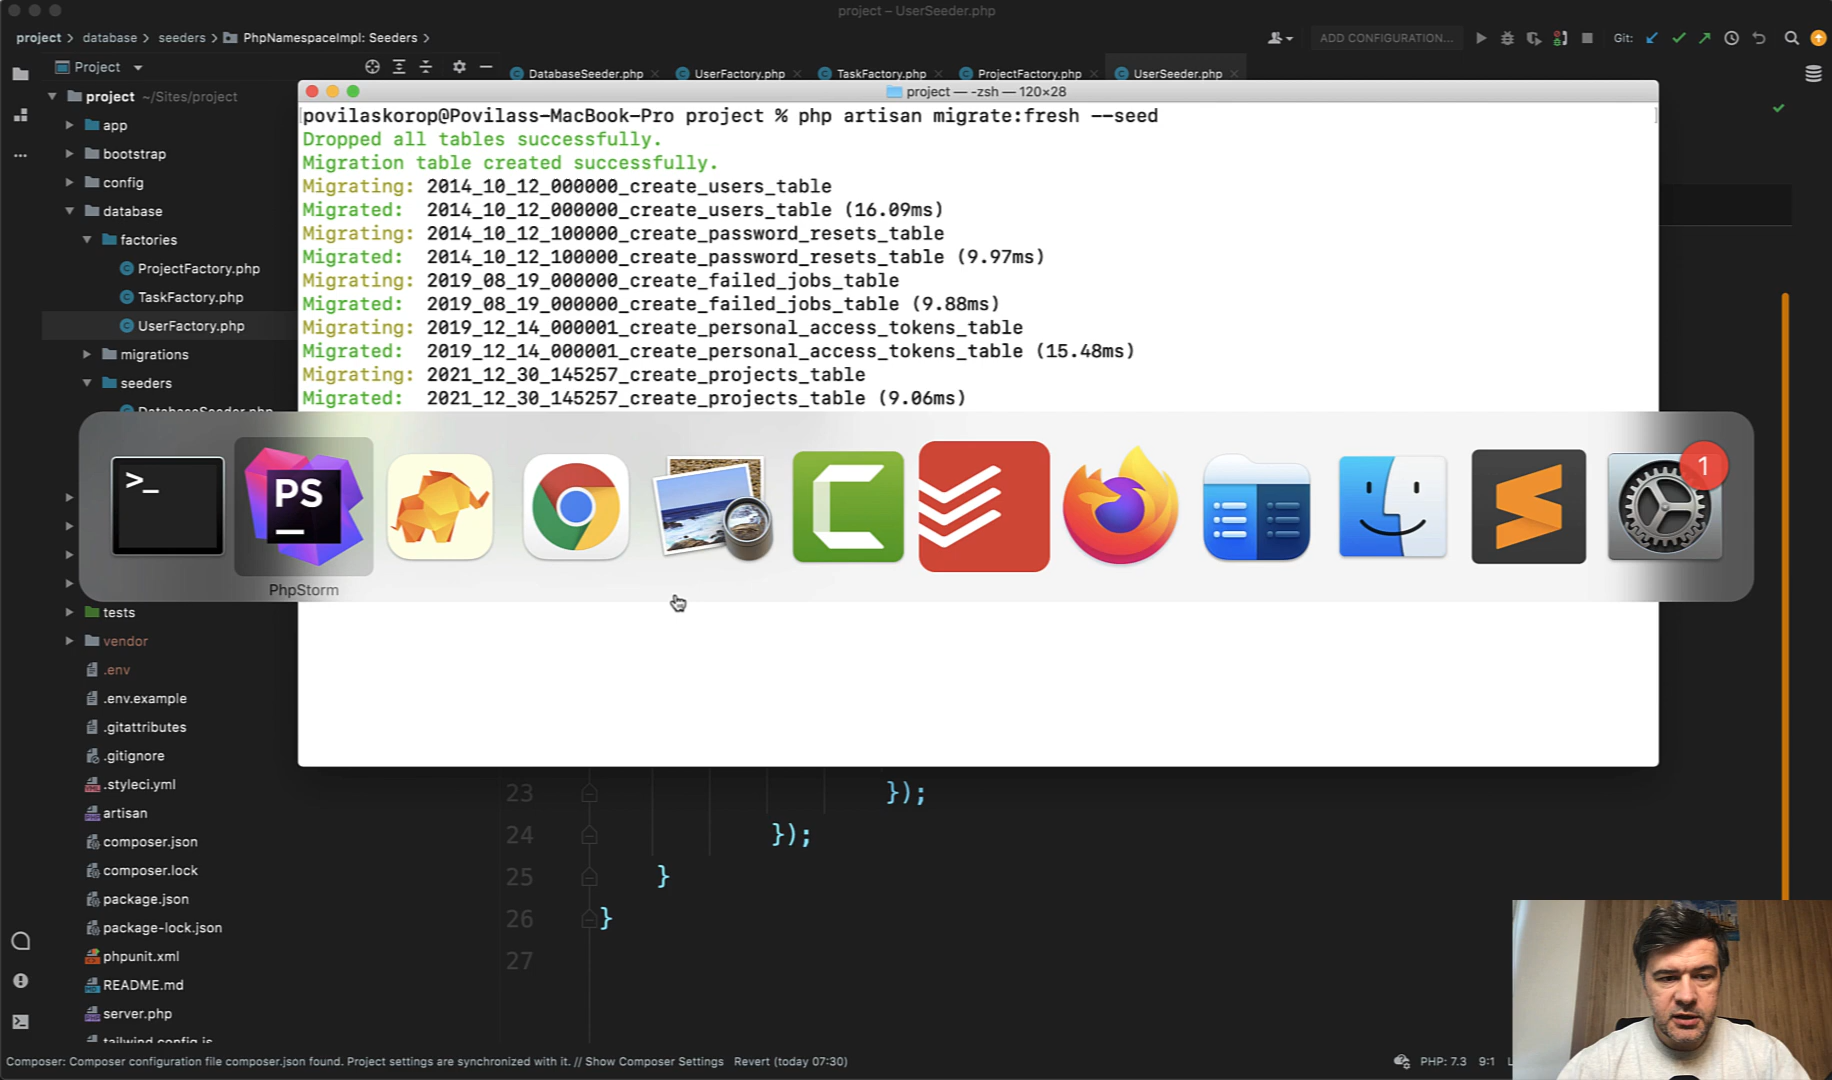 project – UserSeeder.php
project
database
seeders
PhpNamespaceImpl: Seeders
ADD CONFIGURATION...
Git:
Project
DatabaseSeeder.php
UserFactory.php
TaskFactory.php
ProjectFactory.php
UserSeeder.php
project ~/Sites/project
app
bootstrap
config
database
factories
ProjectFactory.php
TaskFactory.php
UserFactory.php
migrations
seeders
DatabaseSeeder.php
tests
vendor
.env
.env.example
.gitattributes
.gitignore
.styleci.yml
artisan
composer.json
composer.lock
package.json
package-lock.json
phpunit.xml
README.md
server.php
tailwind.config.js
project — -zsh — 120×28
povilaskorop@Povilass-MacBook-Pro project % php artisan migrate:fresh --seed
Dropped all tables successfully.
Migration table created successfully.
Migrating: 2014_10_12_000000_create_users_table
Migrated:  2014_10_12_000000_create_users_table (16.09ms)
Migrating: 2014_10_12_100000_create_password_resets_table
Migrated:  2014_10_12_100000_create_password_resets_table (9.97ms)
Migrating: 2019_08_19_000000_create_failed_jobs_table
Migrated:  2019_08_19_000000_create_failed_jobs_table (9.88ms)
Migrating: 2019_12_14_000001_create_personal_access_tokens_table
Migrated:  2019_12_14_000001_create_personal_access_tokens_table (15.48ms)
Migrating: 2021_12_30_145257_create_projects_table
Migrated:  2021_12_30_145257_create_projects_table (9.06ms)
>_
PS
1
PhpStorm
23 });
24 });
25 }
26 }
27
Composer: Composer configuration file composer.json found. Project settings are synchronized with it. // Show Composer Settings Revert (today 07:30)
PHP: 7.3
9:1